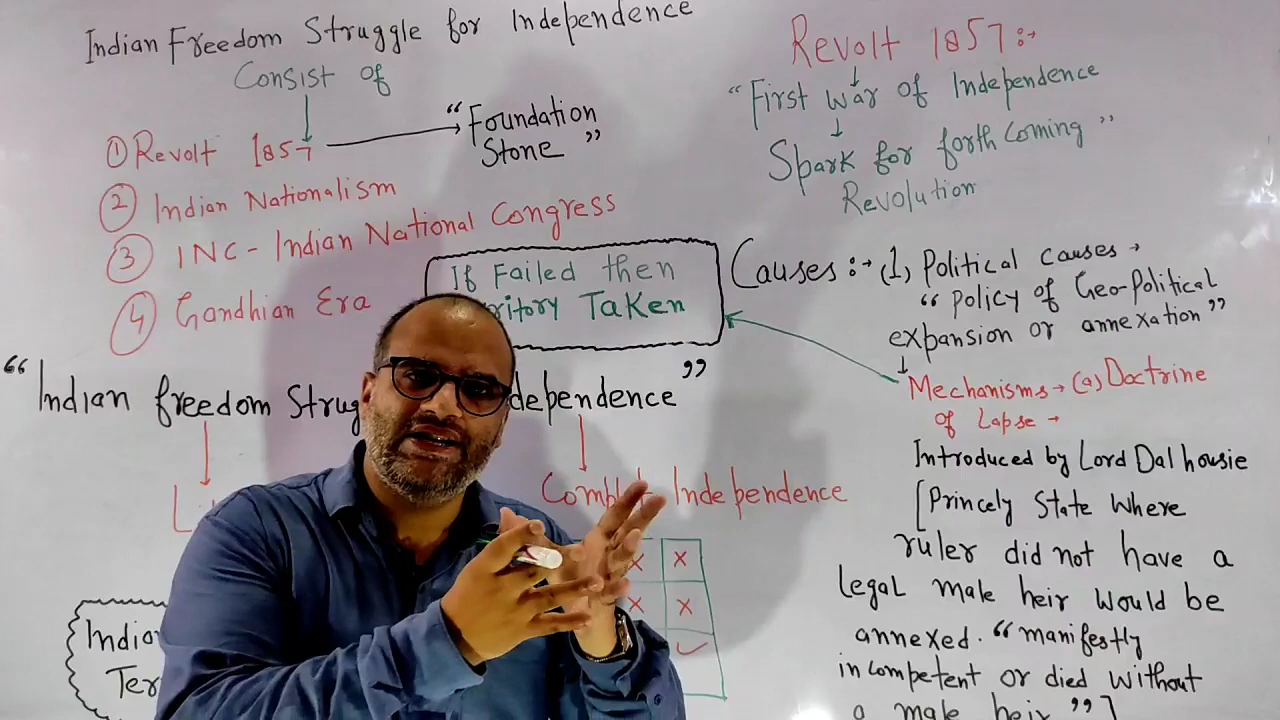 Indian Freedom Struggle for Independence
Consist of
① Revolt 1857
"Foundation
Stone"
② Indian Nationalism
③ INC - Indian National Congress
④ Gandhian Era
If Failed then
Taken
"Indian freedom
"
Independence
India
Revolt 1857:→
"First war of Independence
Spark for forth Coming"
Revolution
Causes:→ (1) Political causes →
"policy of Geo-political
expansion or annexation"
Mechanisms → (a) Doctrine
of Lapse →
Introduced by Lord Dalhousie
[Princely State Where
ruler did not have a
legal male heir would be
annexed. "manifestly
incompetent or died without
a male heir"]